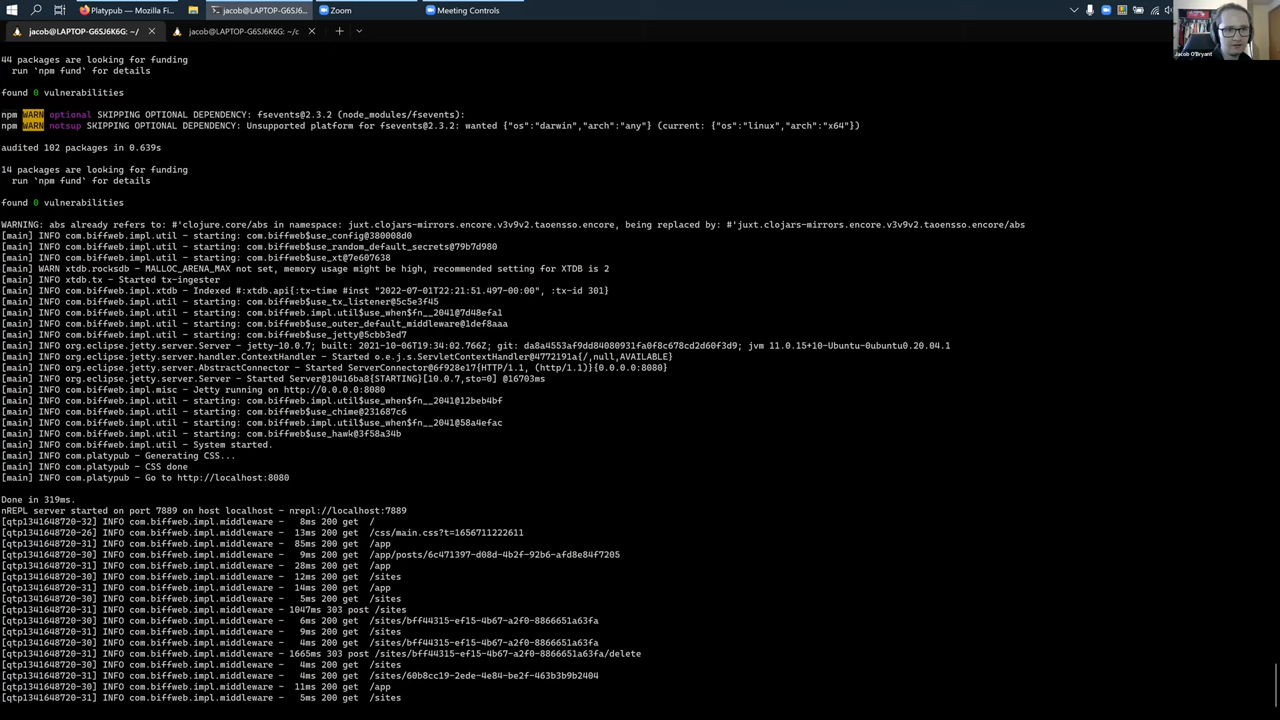 Platypub — Mozilla Fi…
jacob@LAPTOP-G6SJ6…
Zoom
Meeting Controls
jacob@LAPTOP-G6SJ6K6G: ~/
jacob@LAPTOP-G6SJ6K6G: ~/c
Jacob O'Bryant
44 packages are looking for funding
  run `npm fund` for details
found 0 vulnerabilities
npm WARN optional SKIPPING OPTIONAL DEPENDENCY: fsevents@2.3.2 (node_modules/fsevents):
npm WARN notsup SKIPPING OPTIONAL DEPENDENCY: Unsupported platform for fsevents@2.3.2: wanted {"os":"darwin","arch":"any"} (current: {"os":"linux","arch":"x64"})
audited 102 packages in 0.639s
14 packages are looking for funding
  run `npm fund` for details
found 0 vulnerabilities
WARNING: abs already refers to: #'clojure.core/abs in namespace: juxt.clojars-mirrors.encore.v3v9v2.taoensso.encore, being replaced by: #'juxt.clojars-mirrors.encore.v3v9v2.taoensso.encore/abs
[main] INFO com.biffweb.impl.util - starting: com.biffweb$use_config@380008d0
[main] INFO com.biffweb.impl.util - starting: com.biffweb$use_random_default_secrets@79b7d980
[main] INFO com.biffweb.impl.util - starting: com.biffweb$use_xt@7e607638
[main] WARN xtdb.rocksdb - MALLOC_ARENA_MAX not set, memory usage might be high, recommended setting for XTDB is 2
[main] INFO xtdb.tx - Started tx-ingester
[main] INFO com.biffweb.impl.xtdb - Indexed #:xtdb.api{:tx-time #inst "2022-07-01T22:21:51.497-00:00", :tx-id 301}
[main] INFO com.biffweb.impl.util - starting: com.biffweb$use_tx_listener@5c5e3f45
[main] INFO com.biffweb.impl.util - starting: com.biffweb.impl.util$use_when$fn__2041@7d48efa1
[main] INFO com.biffweb.impl.util - starting: com.biffweb$use_outer_default_middleware@1def8aaa
[main] INFO com.biffweb.impl.util - starting: com.biffweb$use_jetty@5cbb3ed7
[main] INFO org.eclipse.jetty.server.Server - jetty-10.0.7; built: 2021-10-06T19:34:02.766Z; git: da8a4553af9dd84080931fa0f8c678cd2d60f3d9; jvm 11.0.15+10-Ubuntu-0ubuntu0.20.04.1
[main] INFO org.eclipse.jetty.server.handler.ContextHandler - Started o.e.j.s.ServletContextHandler@4772191a{/,null,AVAILABLE}
[main] INFO org.eclipse.jetty.server.AbstractConnector - Started ServerConnector@6f928e17{HTTP/1.1, (http/1.1)}{0.0.0.0:8080}
[main] INFO org.eclipse.jetty.server.Server - Started Server@10416ba8{STARTING}[10.0.7,sto=0] @16703ms
[main] INFO com.biffweb.impl.misc - Jetty running on http://0.0.0.0:8080
[main] INFO com.biffweb.impl.util - starting: com.biffweb.impl.util$use_when$fn__2041@12beb4bf
[main] INFO com.biffweb.impl.util - starting: com.biffweb$use_chime@231687c6
[main] INFO com.biffweb.impl.util - starting: com.biffweb.impl.util$use_when$fn__2041@58a4efac
[main] INFO com.biffweb.impl.util - starting: com.biffweb$use_hawk@3f58a34b
[main] INFO com.biffweb.impl.util - System started.
[main] INFO com.platypub - Generating CSS...
[main] INFO com.platypub - CSS done
[main] INFO com.platypub - Go to http://localhost:8080
Done in 319ms.
nREPL server started on port 7889 on host localhost - nrepl://localhost:7889
[qtp1341648720-32] INFO com.biffweb.impl.middleware -   8ms 200 get  /
[qtp1341648720-26] INFO com.biffweb.impl.middleware -  13ms 200 get  /css/main.css?t=1656711222611
[qtp1341648720-31] INFO com.biffweb.impl.middleware -  85ms 200 get  /app
[qtp1341648720-30] INFO com.biffweb.impl.middleware -   9ms 200 get  /app/posts/6c471397-d08d-4b2f-92b6-afd8e84f7205
[qtp1341648720-31] INFO com.biffweb.impl.middleware -  28ms 200 get  /app
[qtp1341648720-30] INFO com.biffweb.impl.middleware -  12ms 200 get  /sites
[qtp1341648720-31] INFO com.biffweb.impl.middleware -  14ms 200 get  /app
[qtp1341648720-30] INFO com.biffweb.impl.middleware -   5ms 200 get  /sites
[qtp1341648720-31] INFO com.biffweb.impl.middleware - 1047ms 303 post /sites
[qtp1341648720-30] INFO com.biffweb.impl.middleware -   6ms 200 get  /sites/bff44315-ef15-4b67-a2f0-8866651a63fa
[qtp1341648720-31] INFO com.biffweb.impl.middleware -   9ms 200 get  /sites
[qtp1341648720-30] INFO com.biffweb.impl.middleware -   4ms 200 get  /sites/bff44315-ef15-4b67-a2f0-8866651a63fa
[qtp1341648720-31] INFO com.biffweb.impl.middleware - 1665ms 303 post /sites/bff44315-ef15-4b67-a2f0-8866651a63fa/delete
[qtp1341648720-30] INFO com.biffweb.impl.middleware -   4ms 200 get  /sites
[qtp1341648720-31] INFO com.biffweb.impl.middleware -   4ms 200 get  /sites/60b8cc19-2ede-4e84-be2f-463b3b9b2404
[qtp1341648720-30] INFO com.biffweb.impl.middleware -  11ms 200 get  /app
[qtp1341648720-31] INFO com.biffweb.impl.middleware -   5ms 200 get  /sites